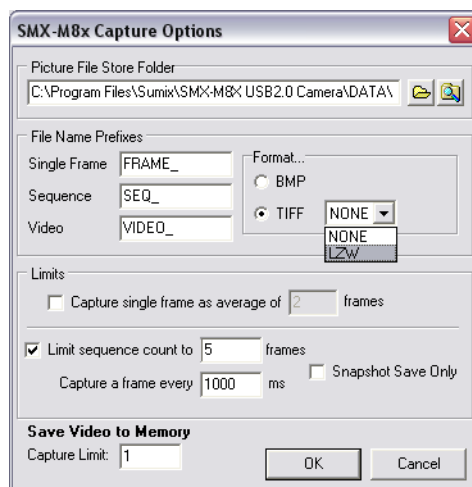 SMX-M8x Capture Options
Picture File Store Folder
C:\Program Files\Sumix\SMX-M8X USB2.0 Camera\DATA\
File Name Prefixes
Single Frame FRAME_
Sequence SEQ_
Video VIDEO_
Format...
BMP
TIFF NONE
NONE
LZW
Limits
Capture single frame as average of 2 frames
Limit sequence count to 5 frames
Capture a frame every 1000 ms
Snapshot Save Only
Save Video to Memory
Capture Limit: 1
OK Cancel